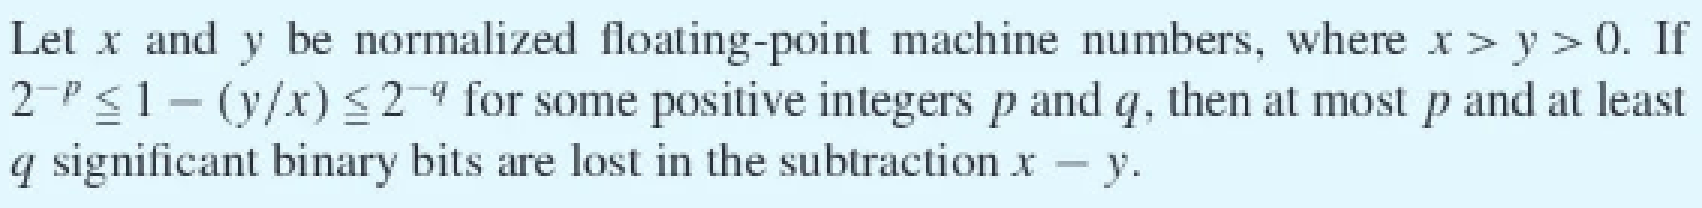 Let x and y be normalized floating-point machine numbers, where x > y > 0. If
2⁻ᵖ ≦ 1 − (y/x) ≦ 2⁻𐞥 for some positive integers p and q, then at most p and at least
q significant binary bits are lost in the subtraction x − y.